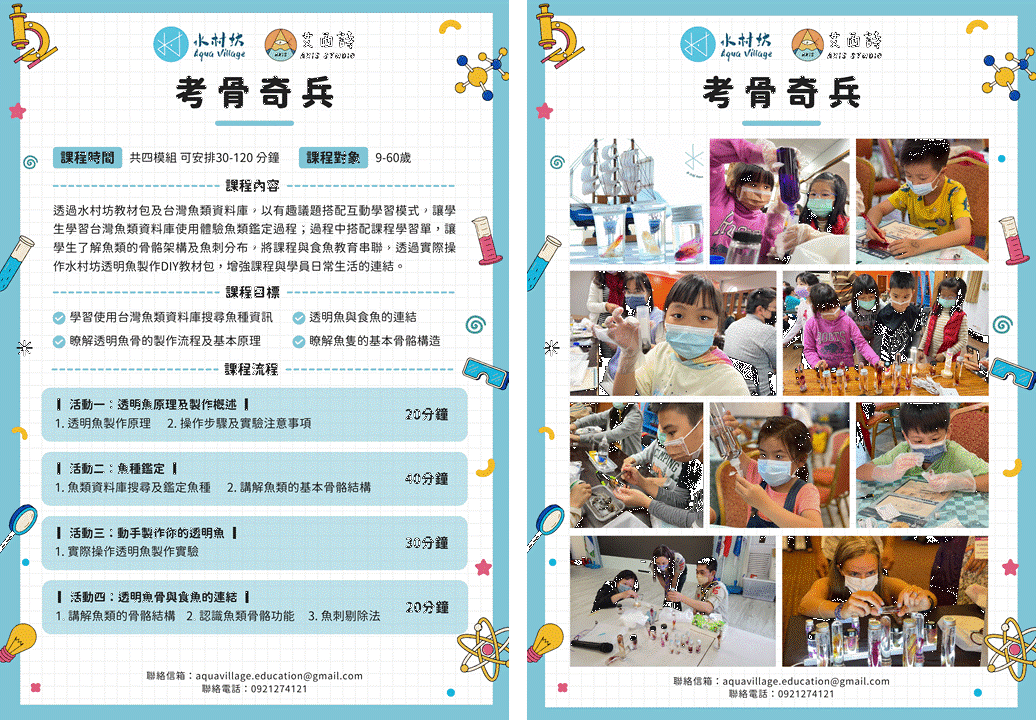 水村坊
Aqua Village
艾西諾
AXIS STUDIO
考骨奇兵
課程時間 共四模組 可安排30-120 分鐘 課程對象 9-60歲
課程內容
透過水村坊教材包及台灣魚類資料庫，以有趣議題搭配互動學習模式，讓學
生學習台灣魚類資料庫使用體驗魚類鑑定過程；過程中搭配課程學習單，讓
學生了解魚類的骨骼架構及魚刺分布，將課程與食魚教育串聯，透過實際操
作水村坊透明魚製作DIY教材包，增強課程與學員日常生活的連結。
課程目標
學習使用台灣魚類資料庫搜尋魚種資訊 透明魚與食魚的連結
瞭解透明魚骨的製作流程及基本原理 瞭解魚隻的基本骨骼構造
課程流程
活動一：透明魚原理及製作概述
1. 透明魚製作原理 2. 操作步驟及實驗注意事項
20分鐘
活動二：魚種鑑定
1. 魚類資料庫搜尋及鑑定魚種 2. 講解魚類的基本骨骼結構
40分鐘
活動三：動手製作你的透明魚
1. 實際操作透明魚製作實驗
30分鐘
活動四：透明魚骨與食魚的連結
1. 講解魚類的骨骼結構 2. 認識魚類骨骼功能 3. 魚刺剔除法
20分鐘
聯絡信箱：aquavillage.education@gmail.com
聯絡電話：0921274121
水村坊
Aqua Village
艾西諾
AXIS STUDIO
考骨奇兵
聯絡信箱：aquavillage.education@gmail.com
聯絡電話：0921274121